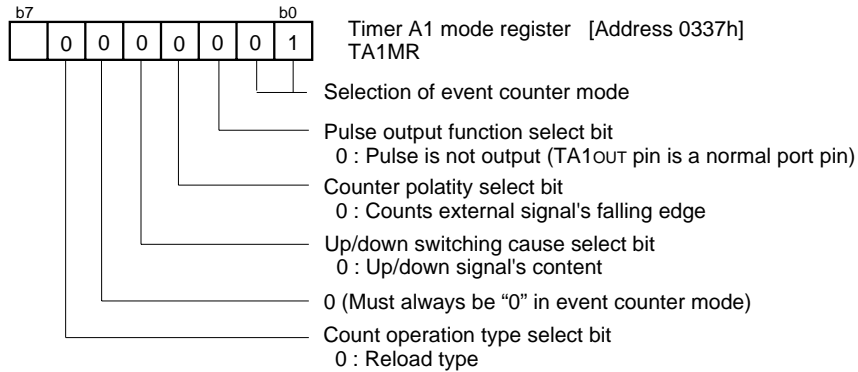 b7 b0
0 0 0 0 0 0 1
Timer A1 mode register [Address 0337h]
TA1MR
Selection of event counter mode
Pulse output function select bit
0 : Pulse is not output (TA1OUT pin is a normal port pin)
Counter polatity select bit
0 : Counts external signal's falling edge
Up/down switching cause select bit
0 : Up/down signal's content
0 (Must always be “0” in event counter mode)
Count operation type select bit
0 : Reload type